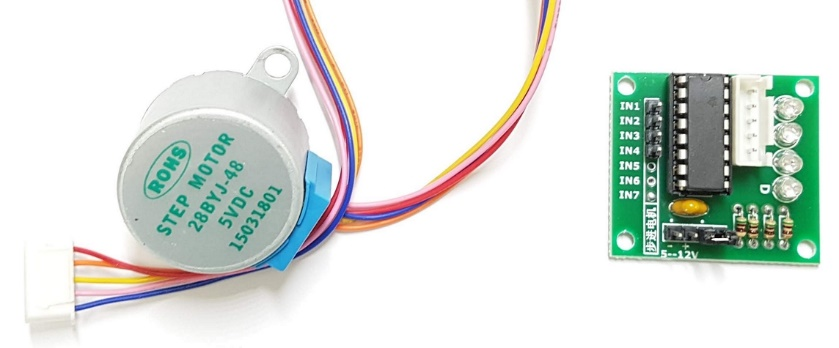 ROHS
STEP MOTOR
28BYJ-48
5VDC
15031801
IN1
IN2
IN3
IN4
IN5
IN6
IN7
D
步进电机
- +
5--12V